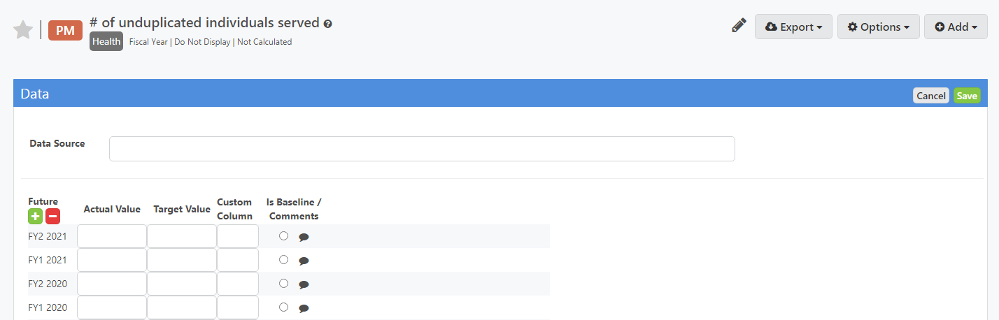 PM
# of unduplicated individuals served
Health Fiscal Year | Do Not Display | Not Calculated
Export
Options
Add
Data
Cancel
Save
Data Source
Future
Actual Value
Target Value
Custom
Column
Is Baseline /
Comments
FY2 2021
FY1 2021
FY2 2020
FY1 2020